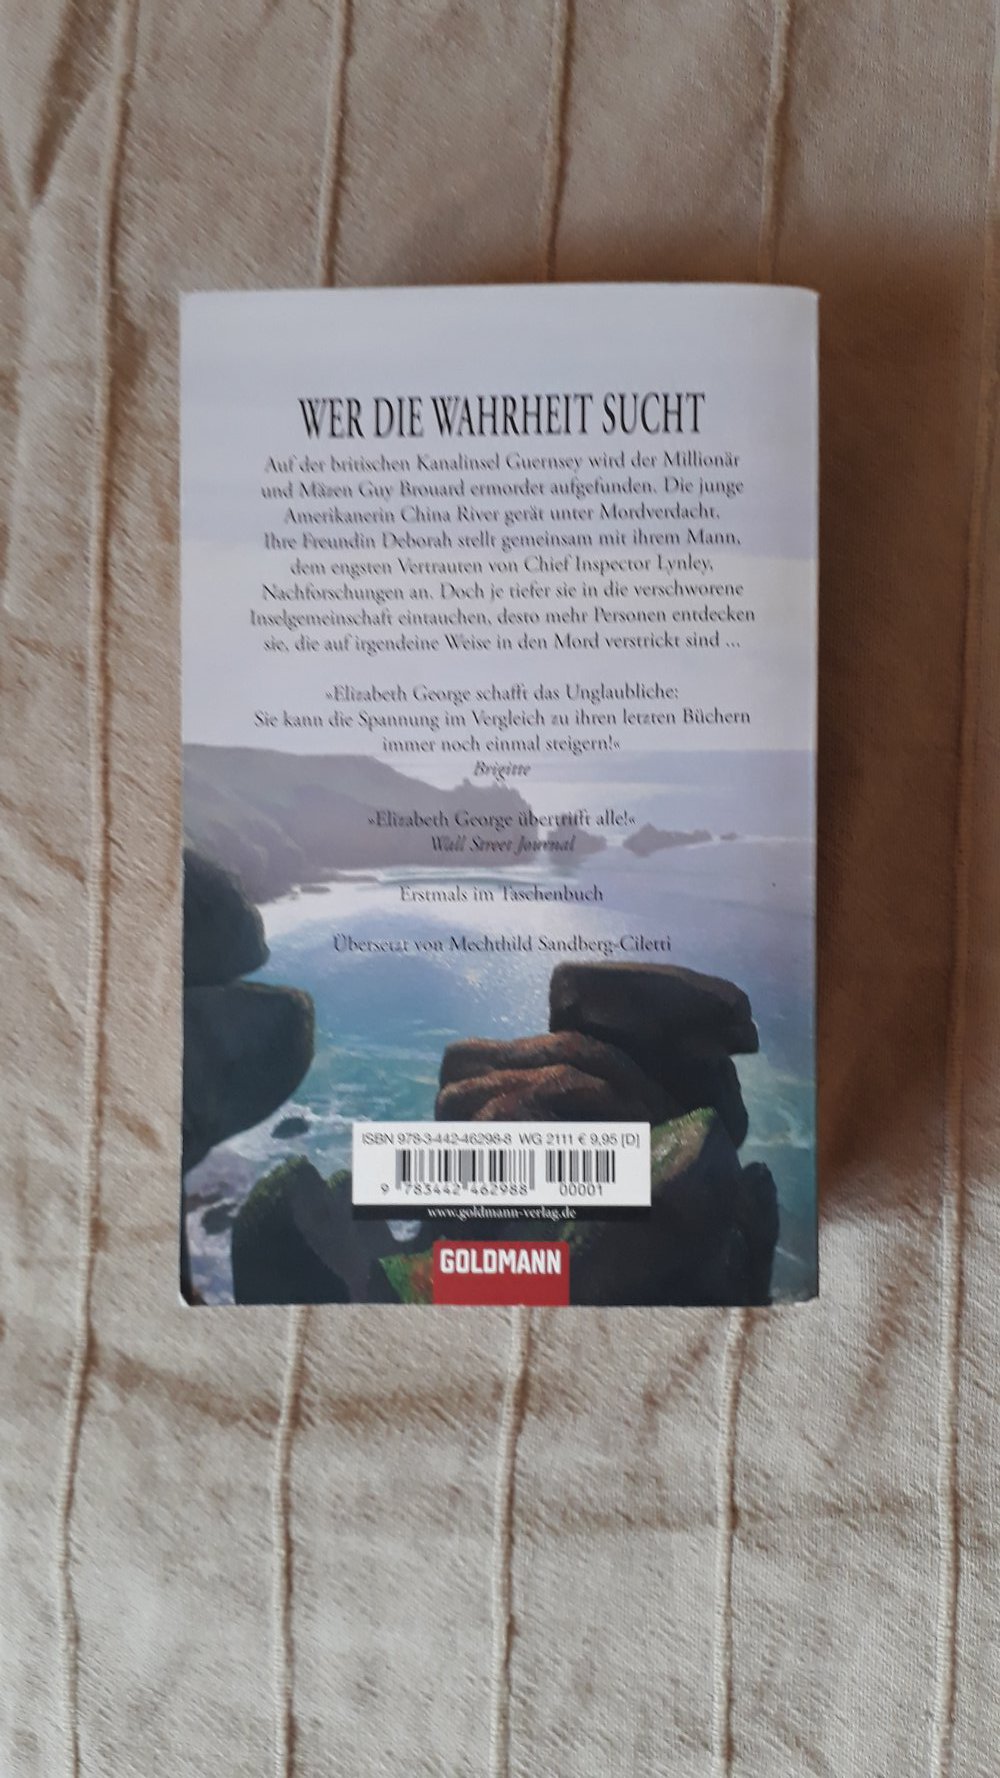 WER DIE WAHRHEIT SUCHT
Auf der britischen Kanalinsel Guernsey wird der Millionär
und Mäzen Guy Brouard ermordet aufgefunden. Die junge
Amerikanerin China River gerät unter Mordverdacht.
Ihre Freundin Deborah stellt gemeinsam mit ihrem Mann,
dem engsten Vertrauten von Chief Inspector Lynley,
Nachforschungen an. Doch je tiefer sie in die verschworene
Inselgemeinschaft eintauchen, desto mehr Personen entdecken
sie, die auf irgendeine Weise in den Mord verstrickt sind ...
»Elizabeth George schafft das Unglaubliche:
Sie kann die Spannung im Vergleich zu ihren letzten Büchern
immer noch einmal steigern!«
Brigitte
»Elizabeth George übertrifft alle!«
Wall Street Journal
Erstmals im Taschenbuch
Übersetzt von Mechthild Sandberg-Ciletti
ISBN 978-3-442-46298-8 WG 2111 € 9,95 [D]
9 783442 462988 00001
www.goldmann-verlag.de
GOLDMANN